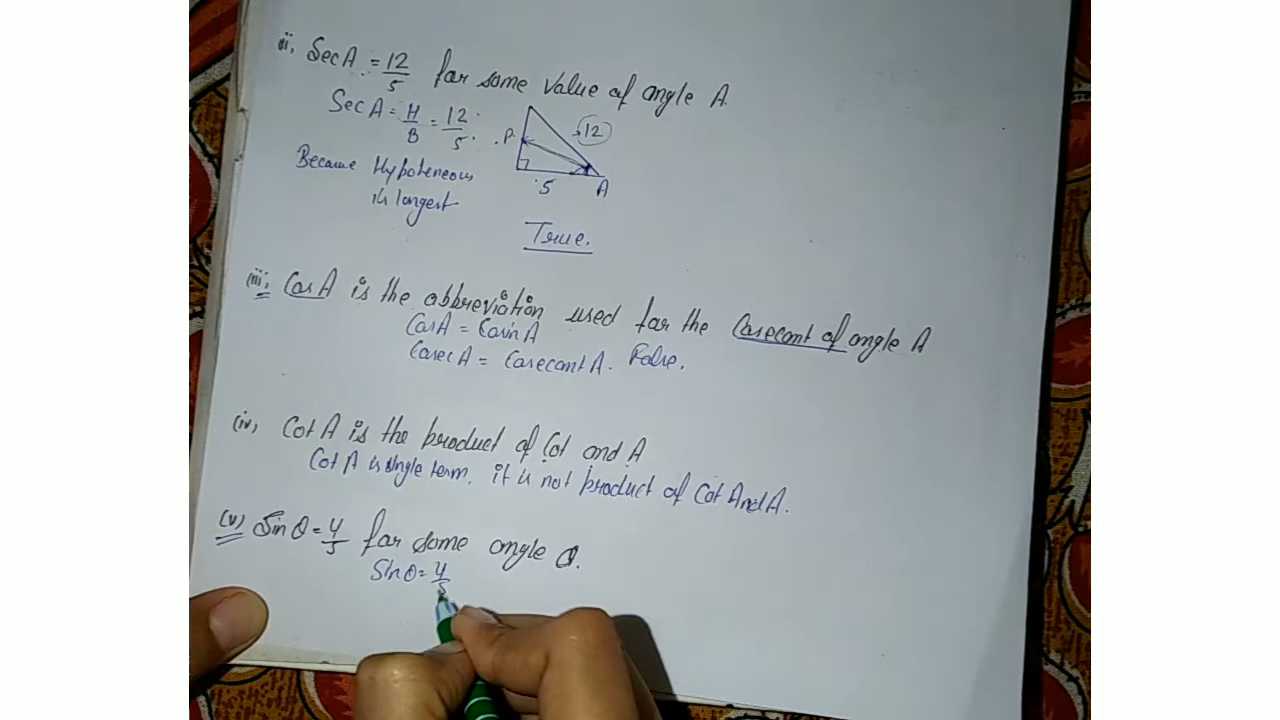 ii, Sec A = 12/5 for some value of angle A.
Sec A = H/B = 12/5
P
12
5
A
Because Hypoteneous
is longest
True.
(iii), Cos A is the abbreviation used for the Cosecant of angle A
Cos A = Cosin A
Cosec A = Cosecant A. False.
(iv), Cot A is the product of Cot and A
Cot A is single term, it is not product of Cot And A.
(v) Sin θ = 4/5 for some angle θ.
Sin θ = 4/5